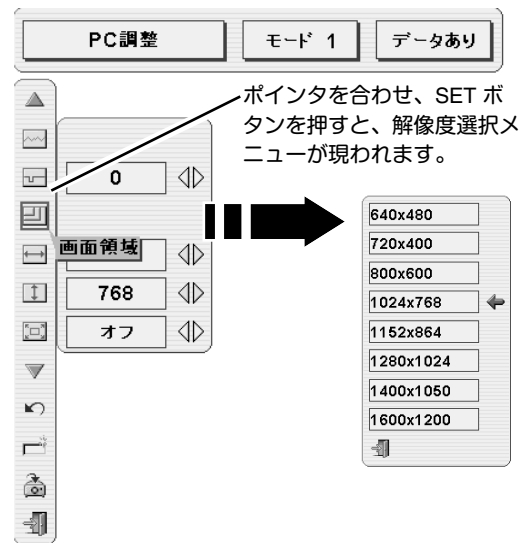 PC調整 モード 1 データあり
ポインタを合わせ、SET ボ
タンを押すと、解像度選択メ
ニューが現われます。
0
画面領域
768
オフ
640x480
720x400
800x600
1024x768
1152x864
1280x1024
1400x1050
1600x1200